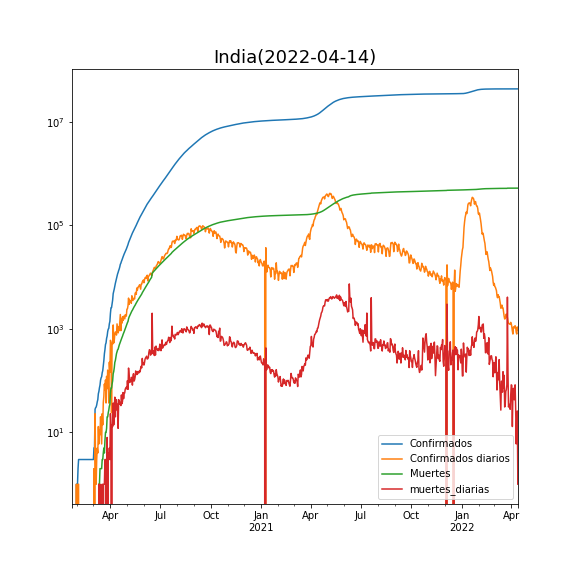 India(2022-04-14)
10^7
10^5
10^3
10^1
Apr Jul Oct Jan Apr Jul Oct Jan Apr
2021 2022
Confirmados
Confirmados diarios
Muertes
muertes_diarias